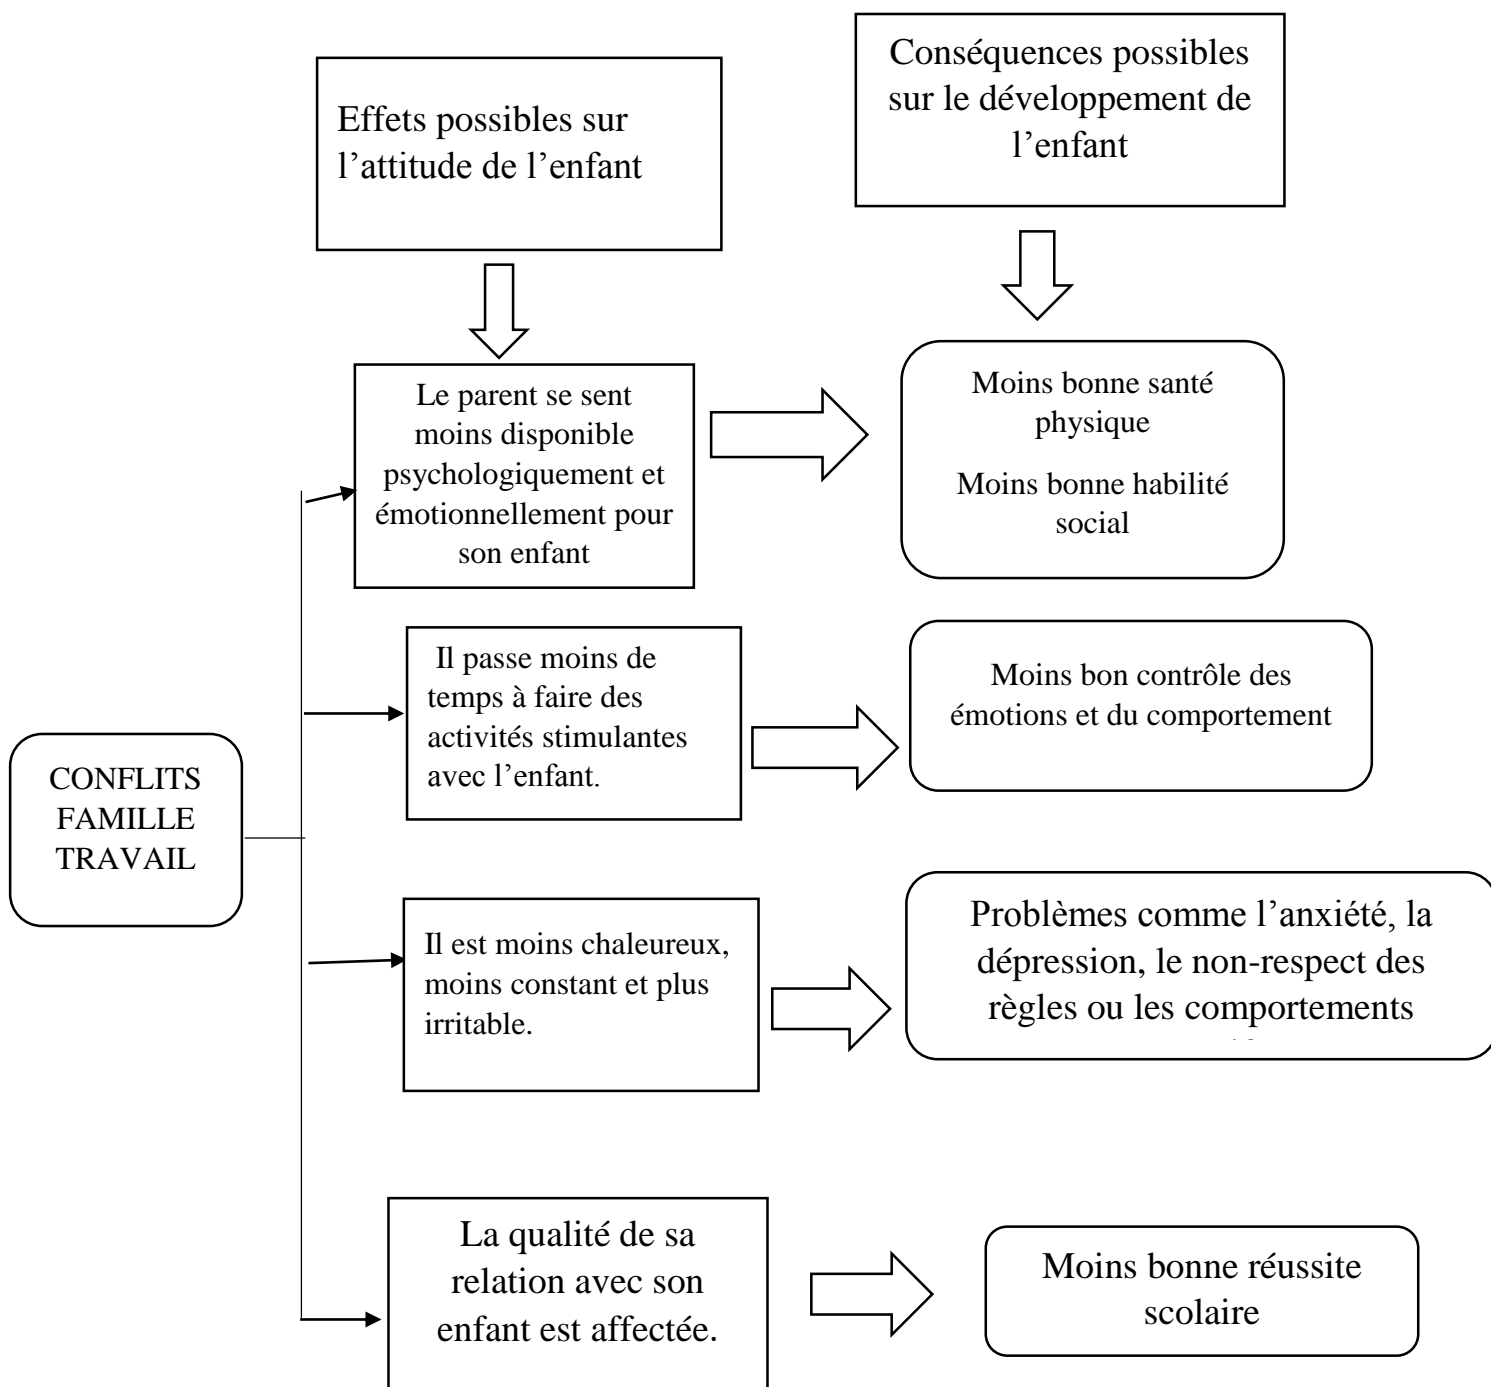 Effets possibles sur
l’attitude de l’enfant
Conséquences possibles
sur le développement de
l’enfant
Le parent se sent
moins disponible
psychologiquement et
émotionnellement pour
son enfant
Moins bonne santé
physique
Moins bonne habilité
social
Il passe moins de
temps à faire des
activités stimulantes
avec l’enfant.
Moins bon contrôle des
émotions et du comportement
CONFLITS
FAMILLE
TRAVAIL
Il est moins chaleureux,
moins constant et plus
irritable.
Problèmes comme l’anxiété, la
dépression, le non-respect des
règles ou les comportements
La qualité de sa
relation avec son
enfant est affectée.
Moins bonne réussite
scolaire